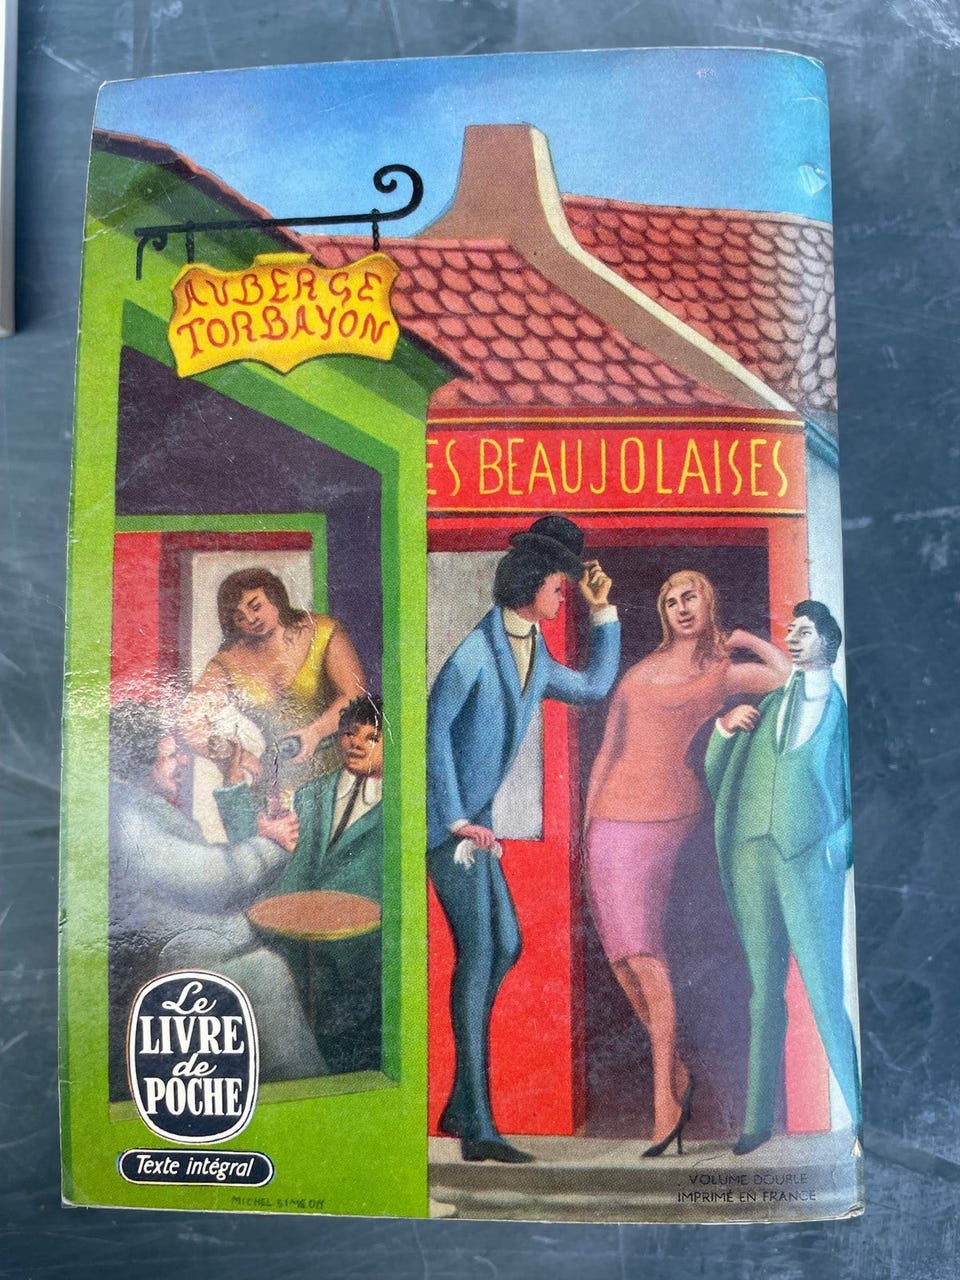 AUBERGE
TORBAYON
ES BEAUJOLAISES
Le
LIVRE
de
POCHE
Texte intégral
MICHEL SIMEON
VOLUME DOUBLE
IMPRIMÉ EN FRANCE